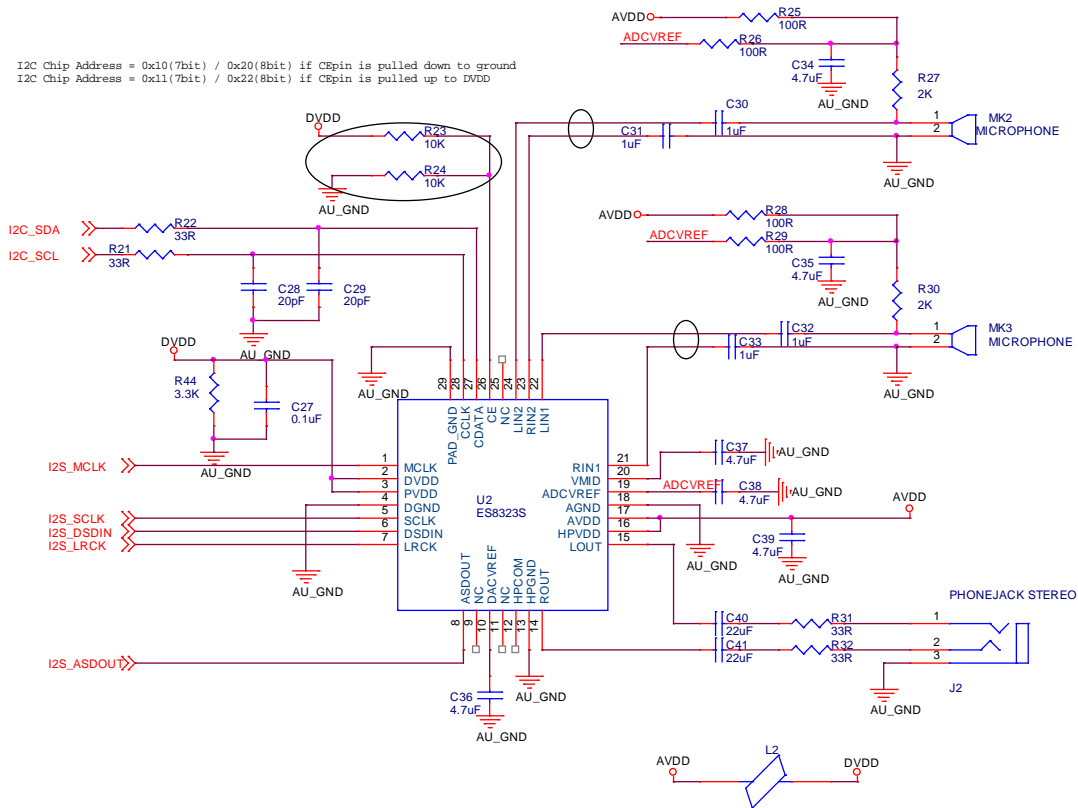 AVDD
R25
100R
ADCVREF
R26
100R
C34
4.7uF
AU_GND
R27
2K
I2C Chip Address = 0x10(7bit) / 0x20(8bit) if CEpin is pulled down to ground
I2C Chip Address = 0x11(7bit) / 0x22(8bit) if CEpin is pulled up to DVDD
C30
1uF
C31
1uF
1
2
MK2
MICROPHONE
AU_GND
DVDD
R23
10K
R24
10K
AU_GND
I2C_SDA
R22
33R
I2C_SCL
R21
33R
C28
20pF
C29
20pF
AU_GND
AVDD
R28
100R
ADCVREF
R29
100R
C35
4.7uF
AU_GND
R30
2K
C32
1uF
C33
1uF
1
2
MK3
MICROPHONE
AU_GND
DVDD
R44
3.3K
C27
0.1uF
AU_GND
AU_GND
29
28
27
26
25
24
23
22
PAD_GND
CCLK
CDATA
CE
NC
LIN2
RIN2
LIN1
I2S_MCLK
I2S_SCLK
I2S_DSDIN
I2S_LRCK
1
2
3
4
5
6
7
MCLK
DVDD
PVDD
DGND
SCLK
DSDIN
LRCK
U2
ES8323S
RIN1
VMID
ADCVREF
AGND
AVDD
HPVDD
LOUT
21
20
19
18
17
16
15
C37
4.7uF
AU_GND
ADCVREF
C38
4.7uF
AU_GND
AVDD
C39
4.7uF
AU_GND
AU_GND
AU_GND
ASDOUT
NC
DACVREF
NC
HPCOM
HPGND
ROUT
8
9
10
11
12
13
14
I2S_ASDOUT
C36
4.7uF
AU_GND
AU_GND
PHONEJACK STEREO
C40
22uF
R31
33R
C41
22uF
R32
33R
1
2
3
J2
AU_GND
AVDD
L2
DVDD